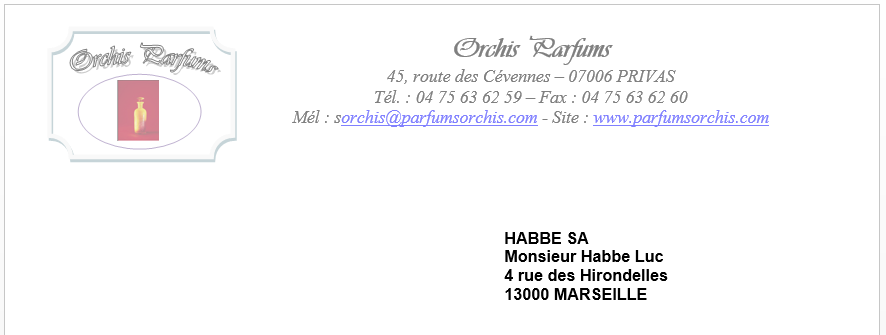 Orchis Parfums
Orchis Parfums
45, route des Cévennes – 07006 PRIVAS
Tél. : 04 75 63 62 59 – Fax : 04 75 63 62 60
Mél : sorchis@parfumsorchis.com - Site : www.parfumsorchis.com
HABBE SA
Monsieur Habbe Luc
4 rue des Hirondelles
13000 MARSEILLE